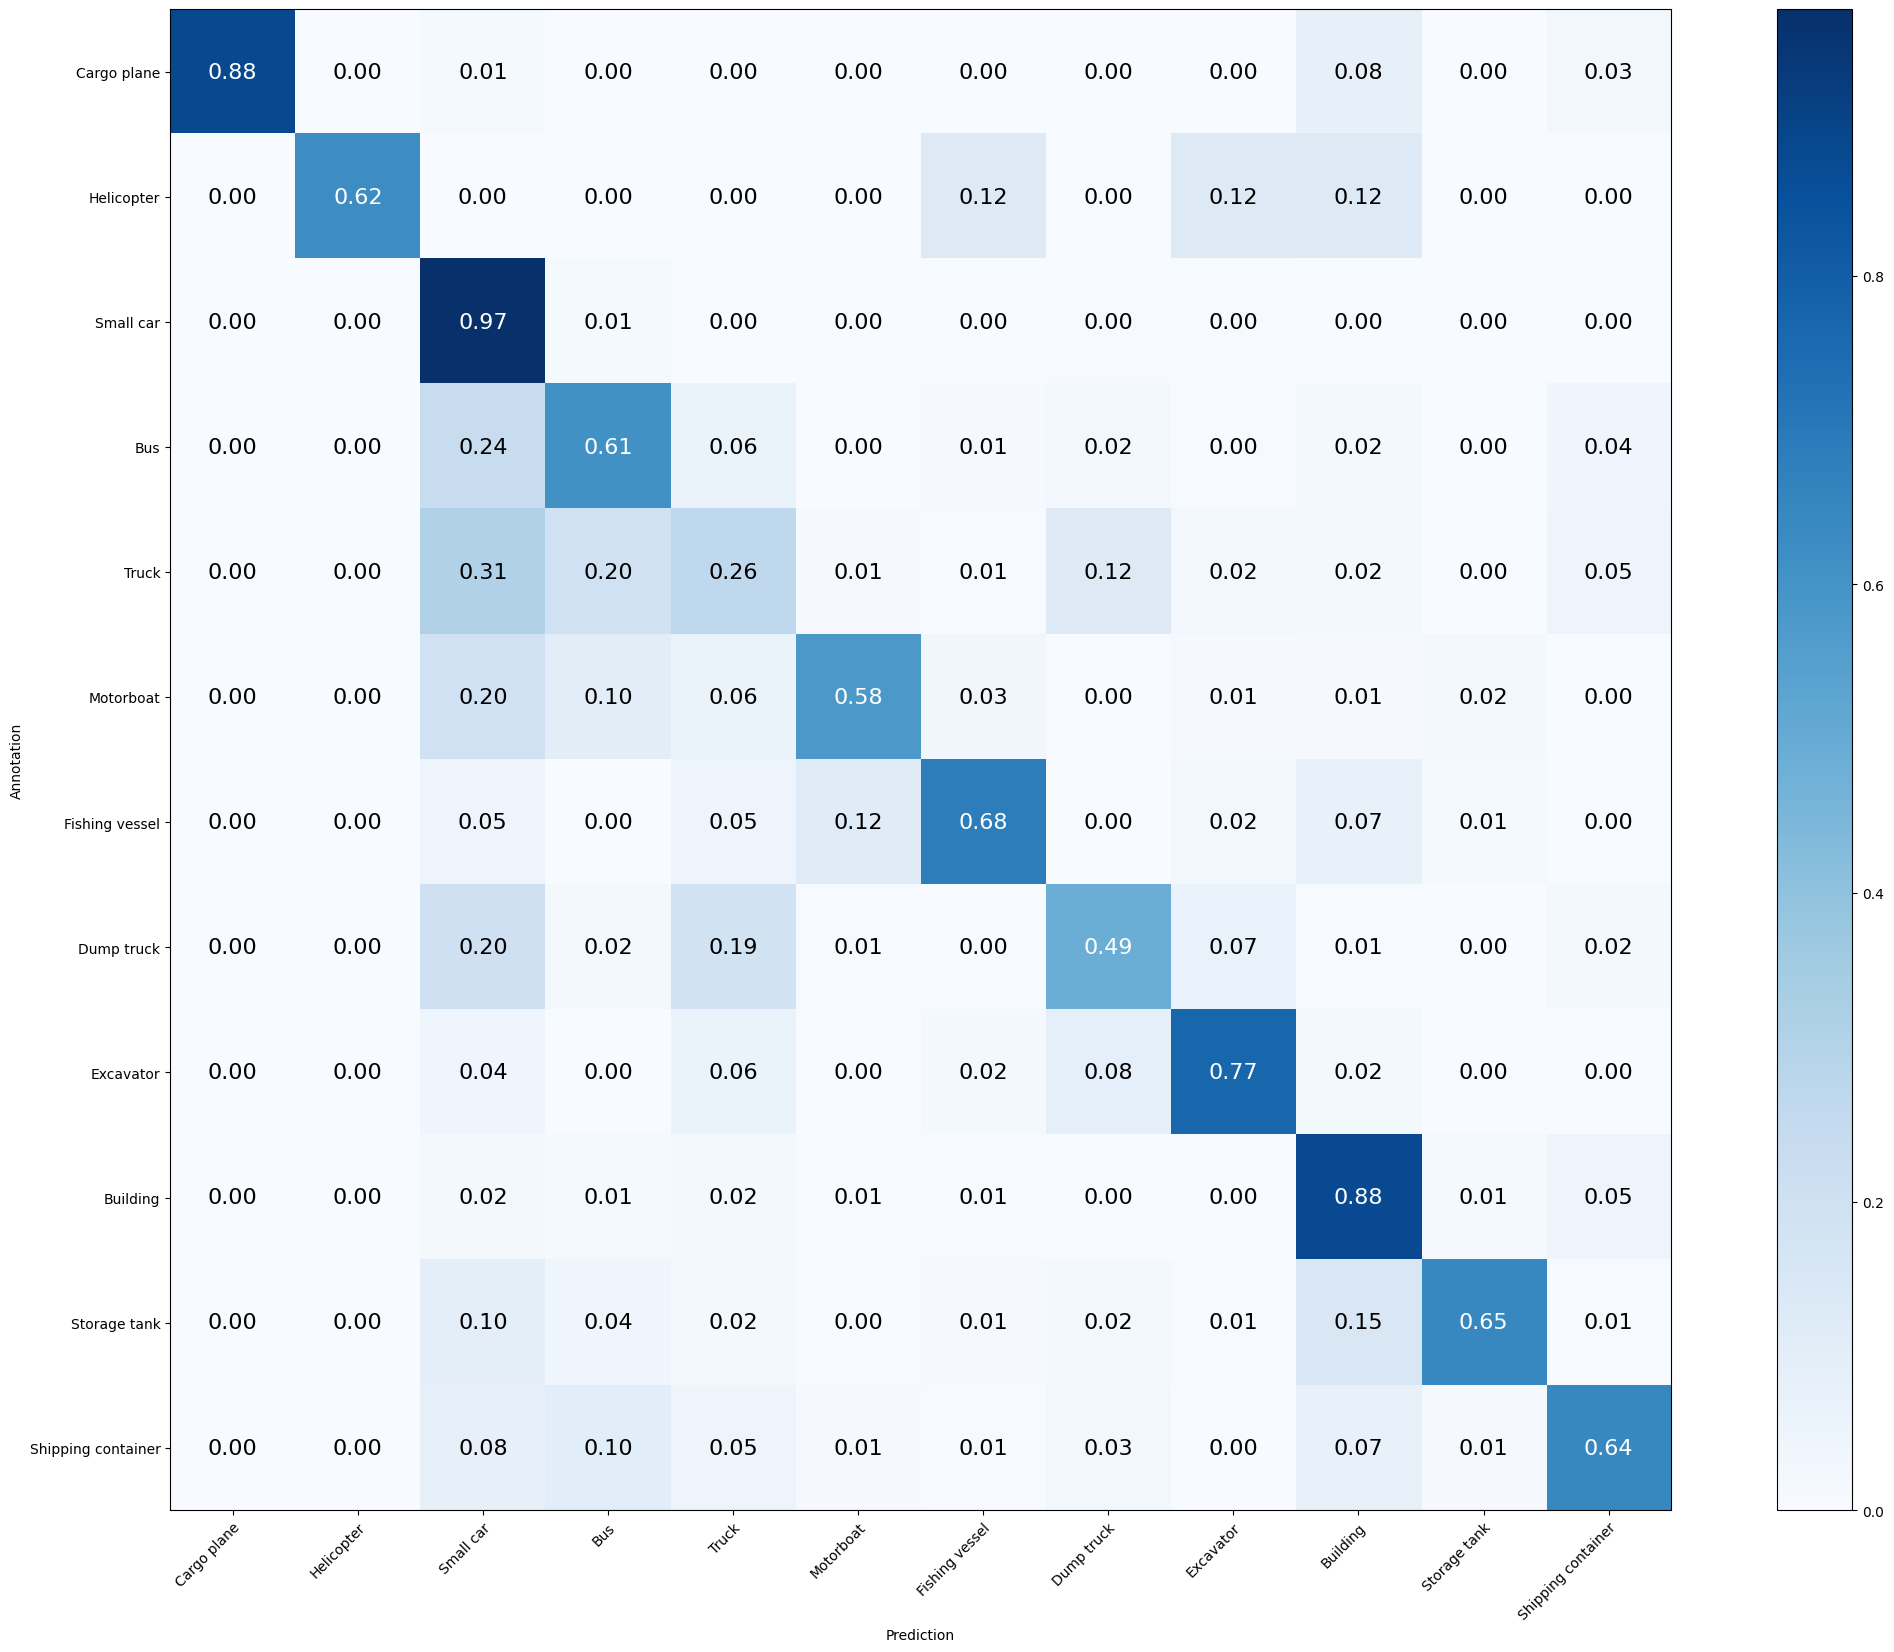 Cargo plane 0.88 0.00 0.01 0.00 0.00 0.00 0.00 0.00 0.00 0.08 0.00 0.03
Helicopter 0.00 0.62 0.00 0.00 0.00 0.00 0.12 0.00 0.12 0.12 0.00 0.00
0.8
Small car 0.00 0.00 0.97 0.01 0.00 0.00 0.00 0.00 0.00 0.00 0.00 0.00
Bus 0.00 0.00 0.24 0.61 0.06 0.00 0.01 0.02 0.00 0.02 0.00 0.04
Truck 0.00 0.00 0.31 0.20 0.26 0.01 0.01 0.12 0.02 0.02 0.00 0.05
0.6
Motorboat 0.00 0.00 0.20 0.10 0.06 0.58 0.03 0.00 0.01 0.01 0.02 0.00
Annotation
Fishing vessel 0.00 0.00 0.05 0.00 0.05 0.12 0.68 0.00 0.02 0.07 0.01 0.00
0.4
Dump truck 0.00 0.00 0.20 0.02 0.19 0.01 0.00 0.49 0.07 0.01 0.00 0.02
Excavator 0.00 0.00 0.04 0.00 0.06 0.00 0.02 0.08 0.77 0.02 0.00 0.00
Building 0.00 0.00 0.02 0.01 0.02 0.01 0.01 0.00 0.00 0.88 0.01 0.05
0.2
Storage tank 0.00 0.00 0.10 0.04 0.02 0.00 0.01 0.02 0.01 0.15 0.65 0.01
Shipping container 0.00 0.00 0.08 0.10 0.05 0.01 0.01 0.03 0.00 0.07 0.01 0.64
0.0
Cargo plane
Helicopter
Small car
Bus
Truck
Motorboat
Fishing vessel
Dump truck
Excavator
Building
Storage tank
Shipping container
Prediction